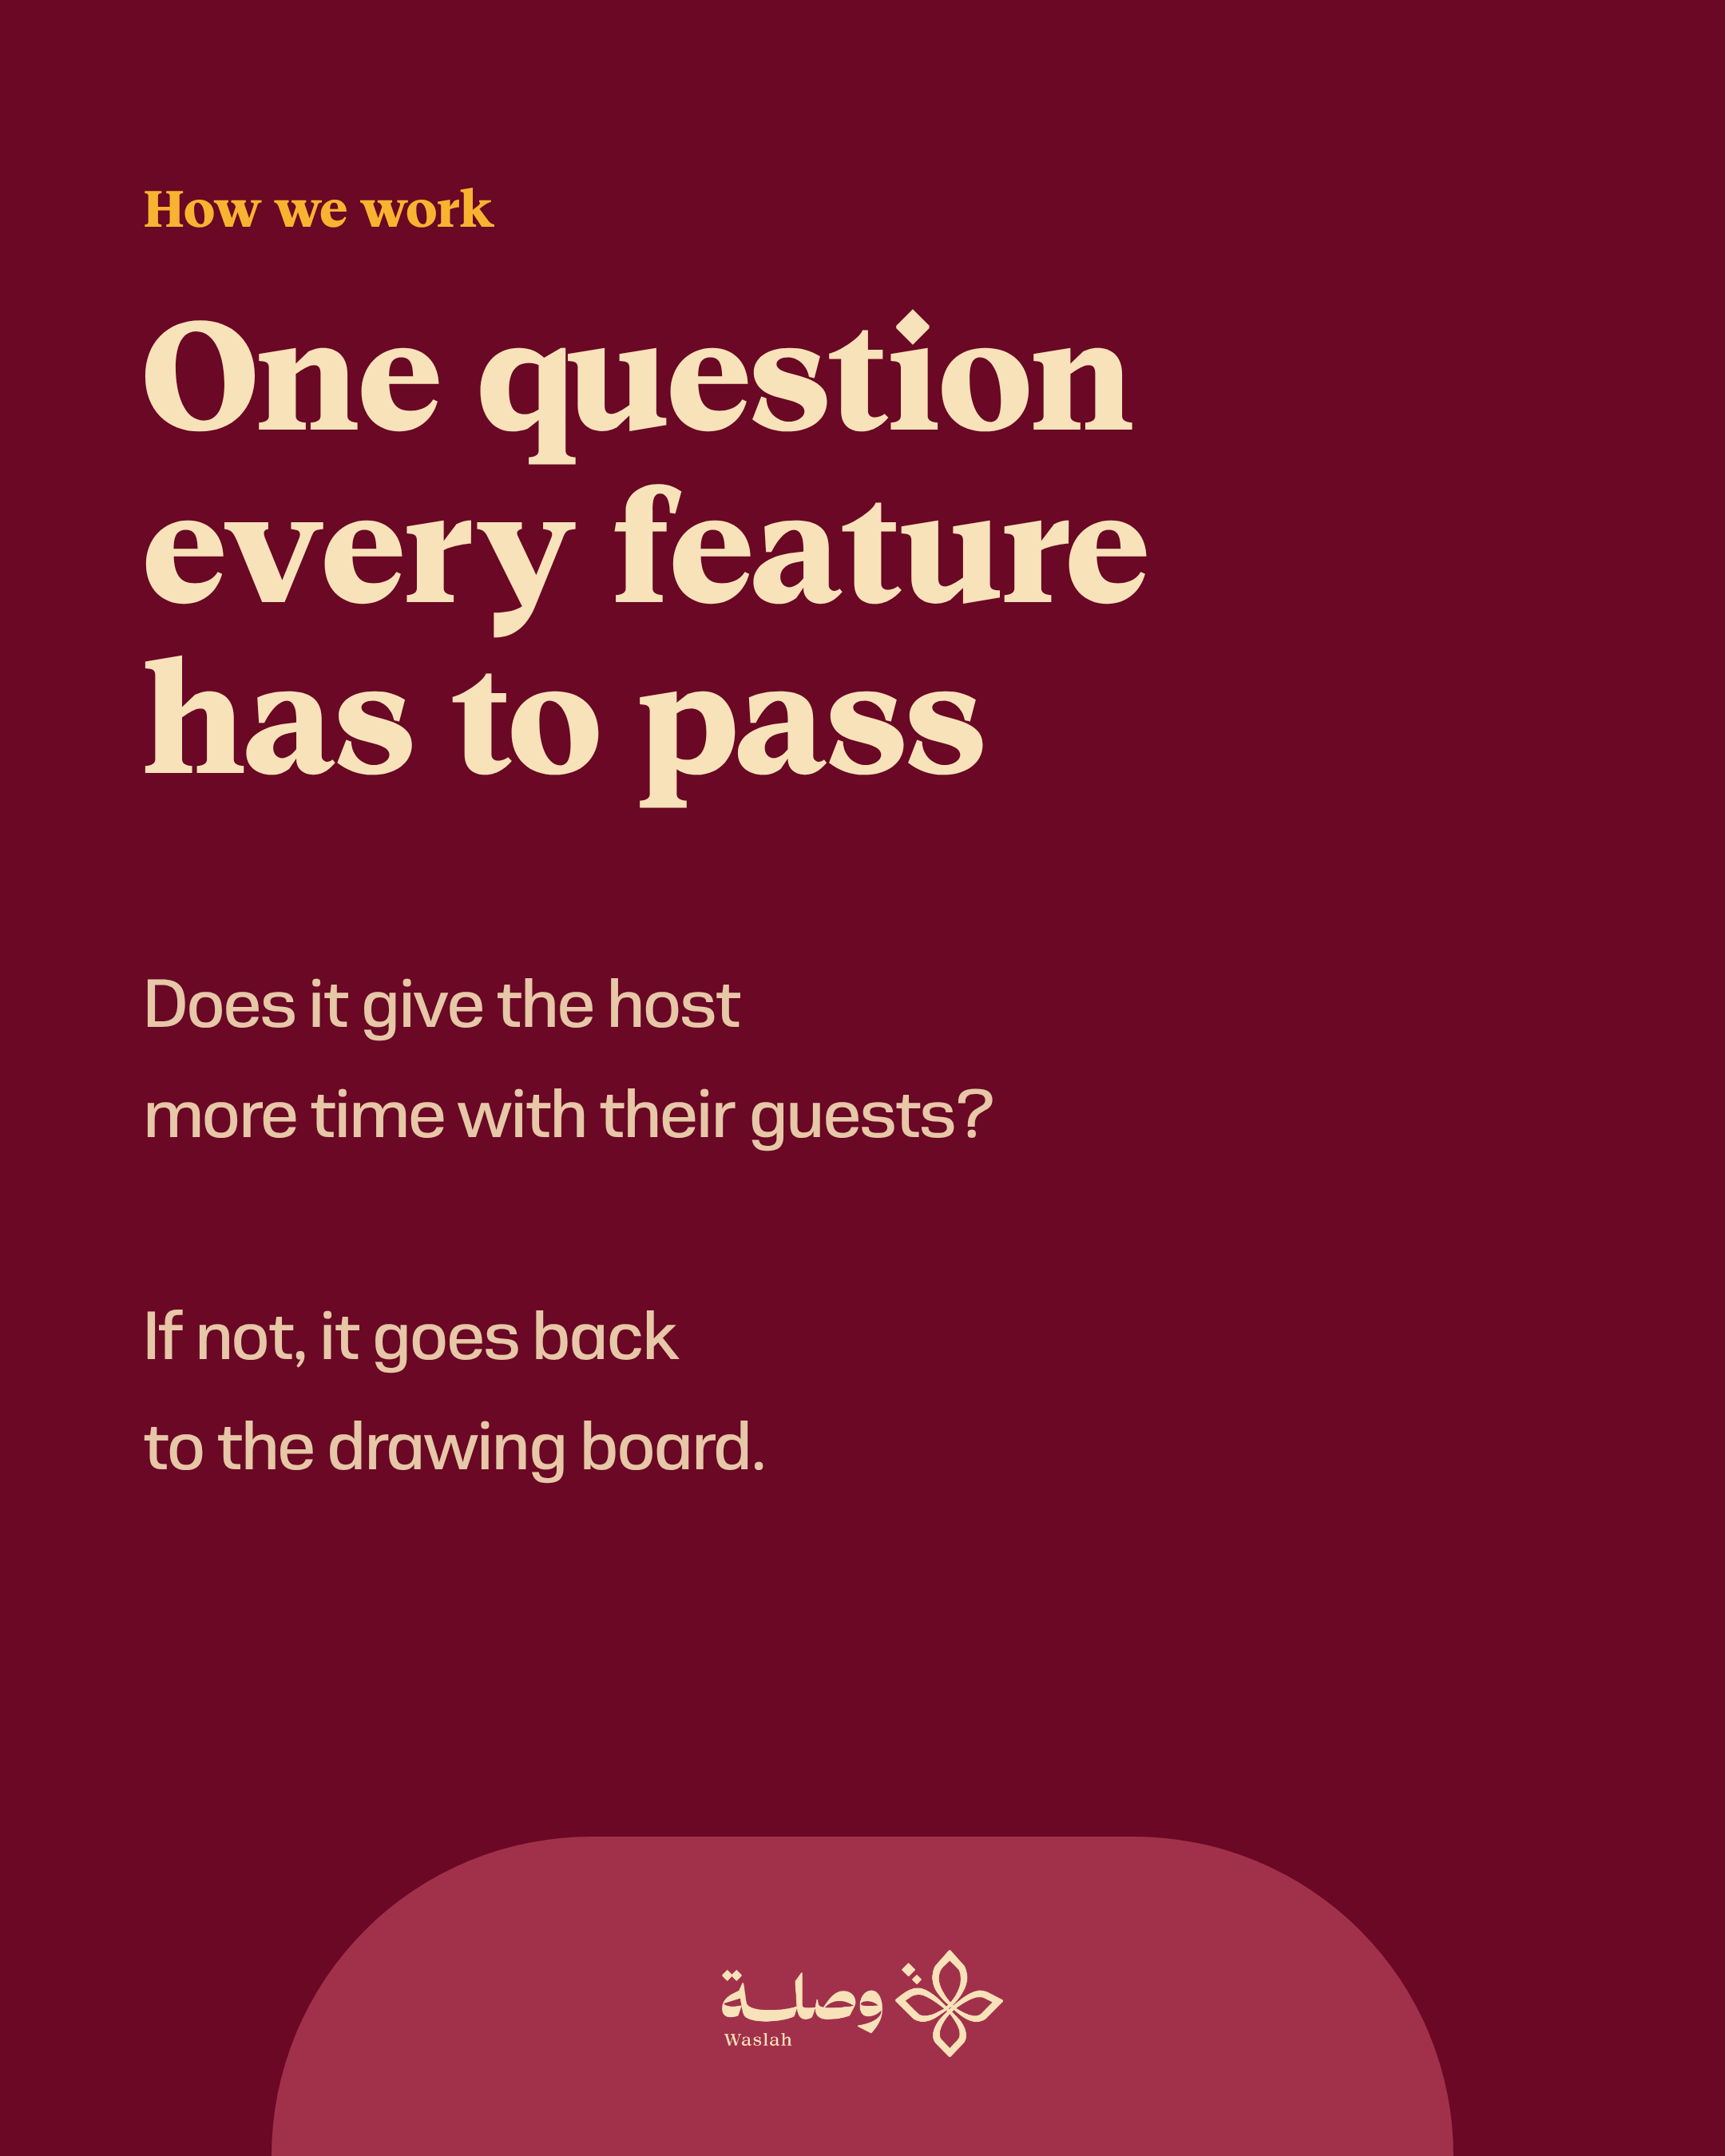 How we work
One question
every feature
has to pass
Does it give the host
more time with their guests?
If not, it goes back
to the drawing board.
وصلة
Waslah